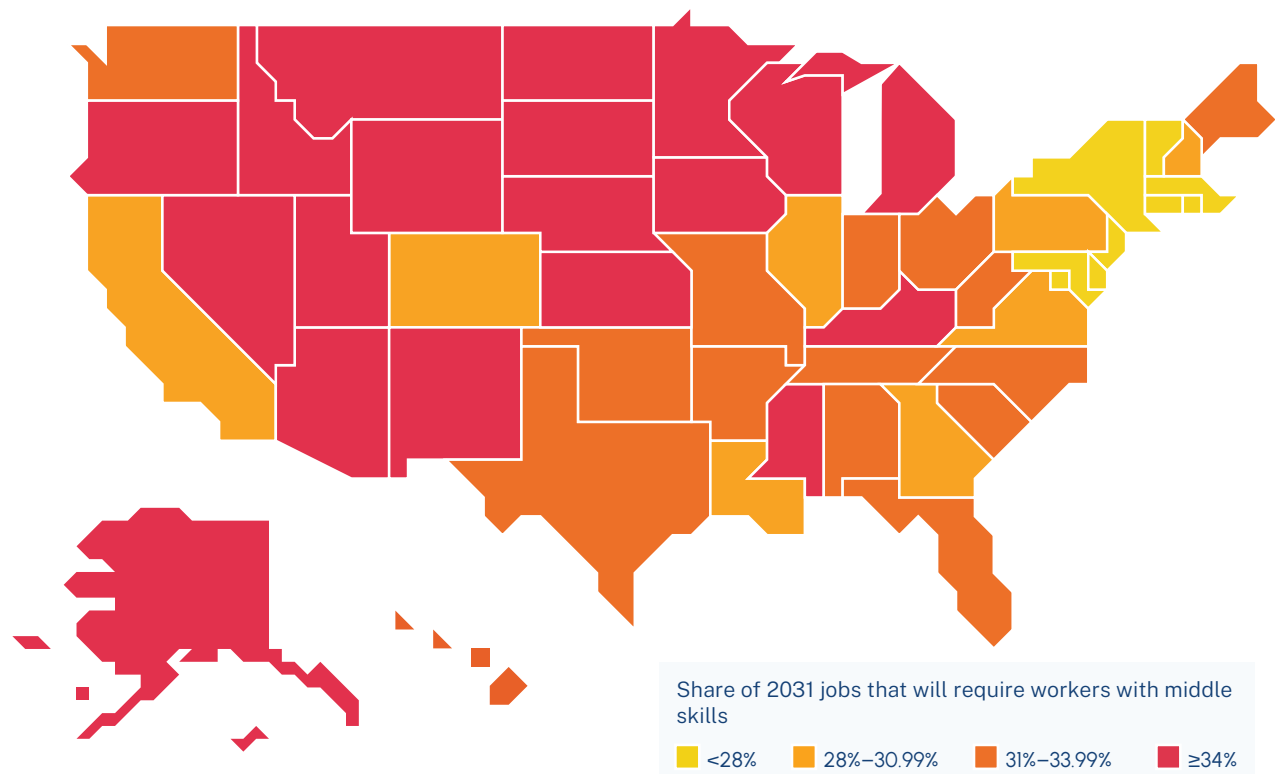 Share of 2031 jobs that will require workers with middle
skills
<28% 28%–30.99% 31%–33.99% ≥34%